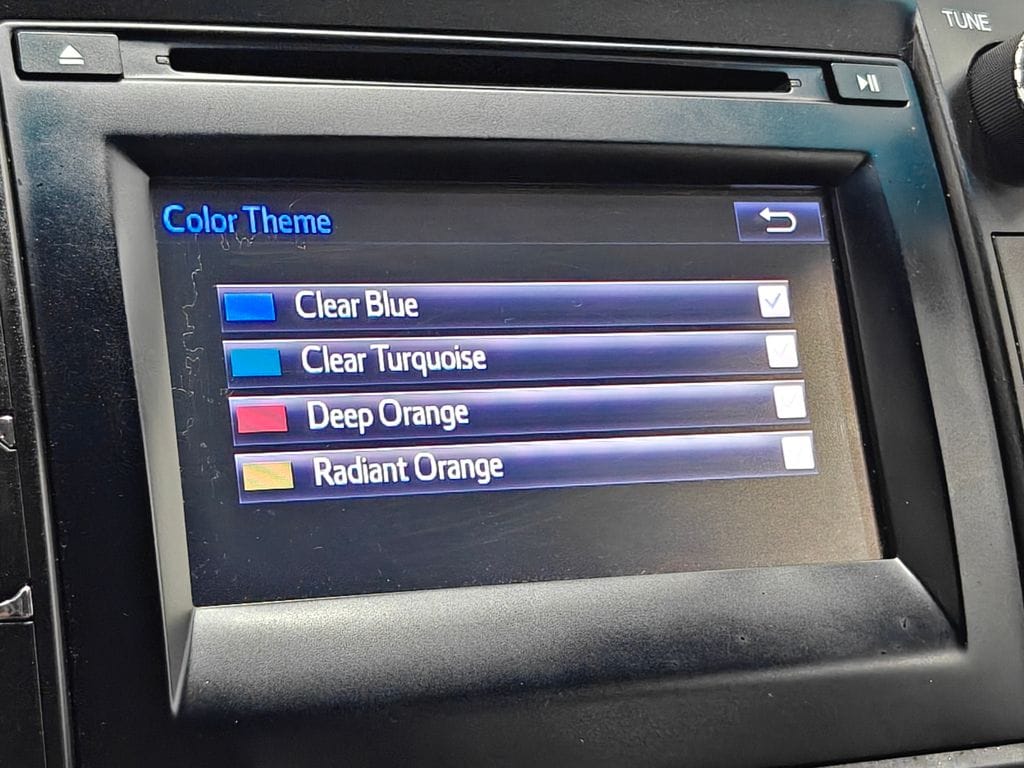 TUNE
Color Theme
Clear Blue
Clear Turquoise
Deep Orange
Radiant Orange